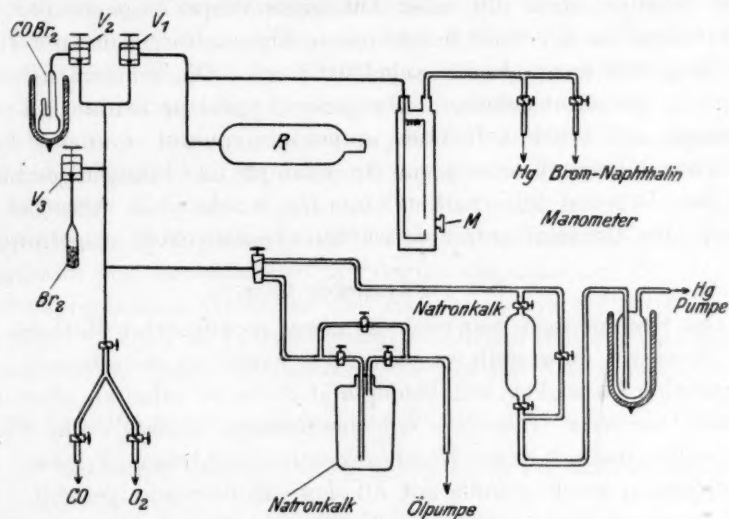 COBr₂
V₂
V₁
R
Hg
Brom-Naphthalin
M
Manometer
V₃
Br₂
Natronkalk
Hg
Pumpe
CO
O₂
Natronkalk
Ölpumpe